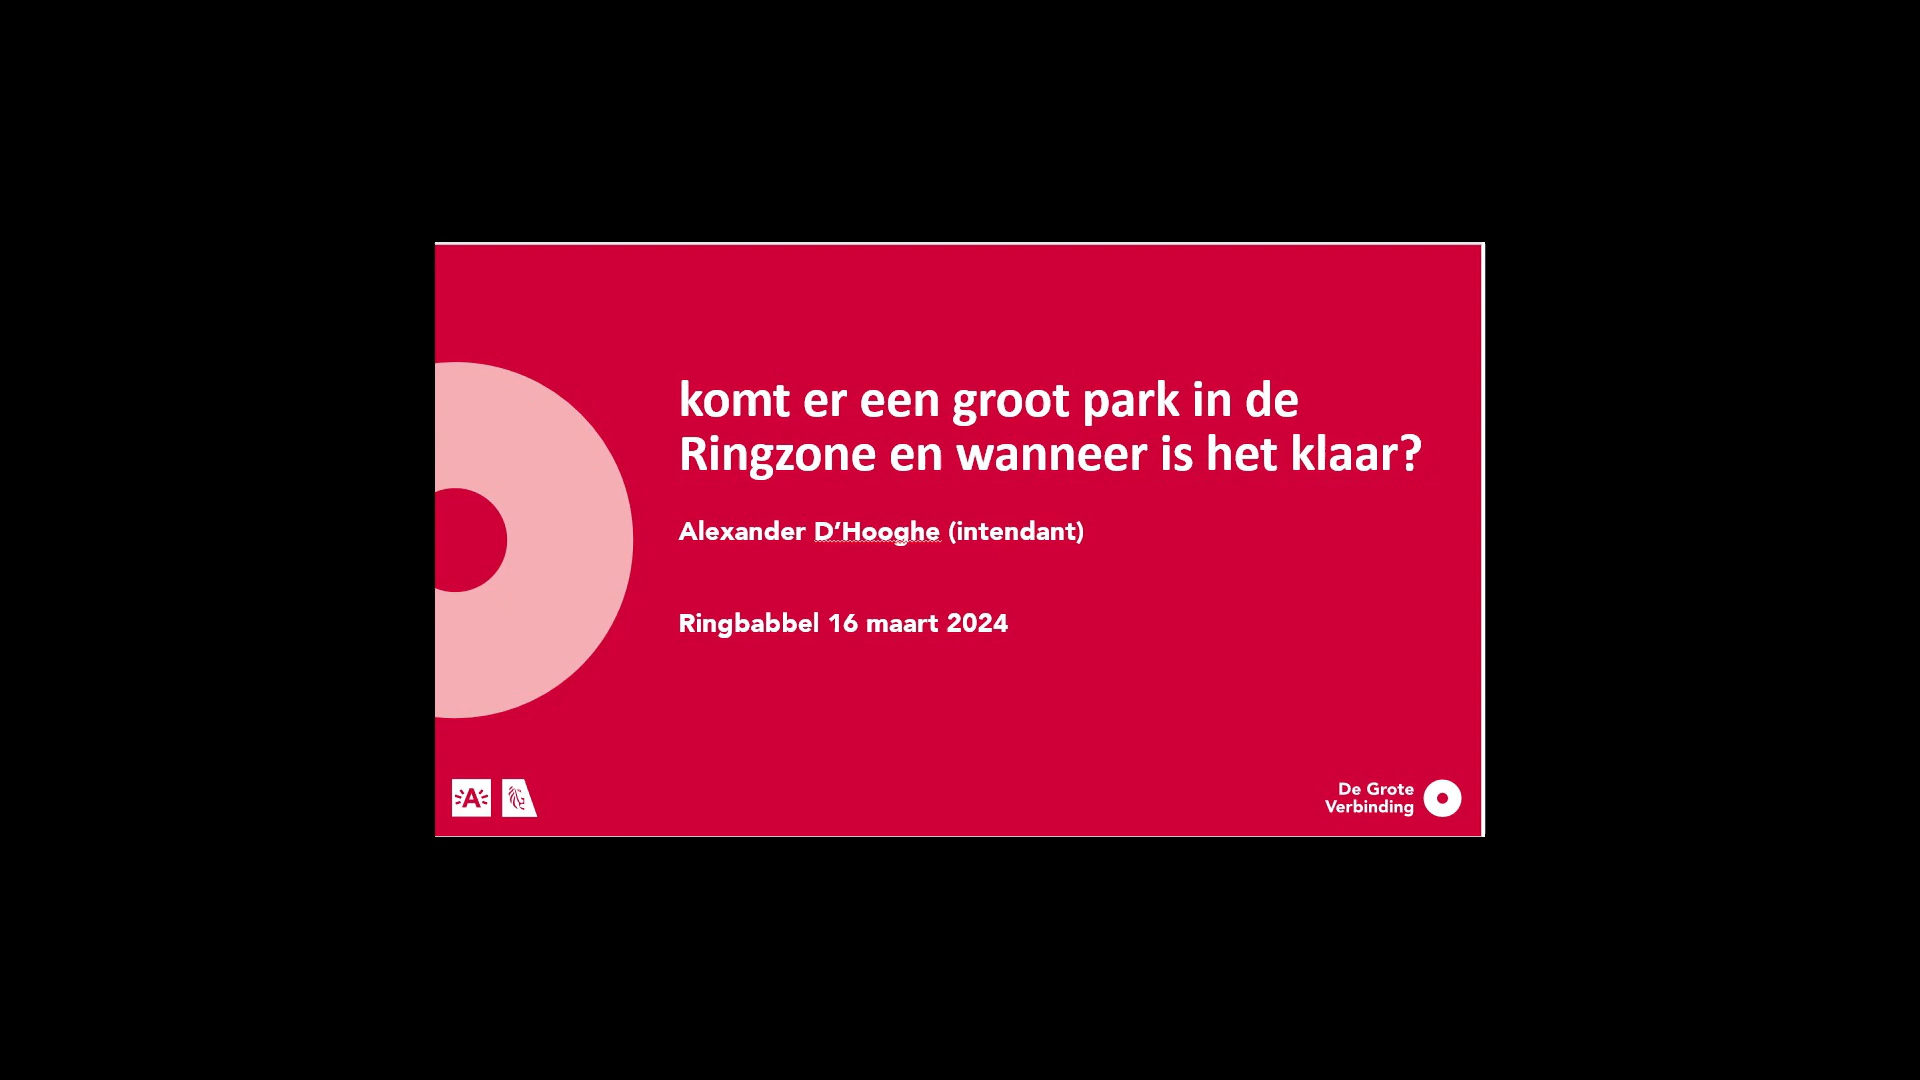 komt er een groot park in de
Ringzone en wanneer is het klaar?
Alexander D’Hooghe (intendant)
Ringbabbel 16 maart 2024
A
De Grote
Verbinding